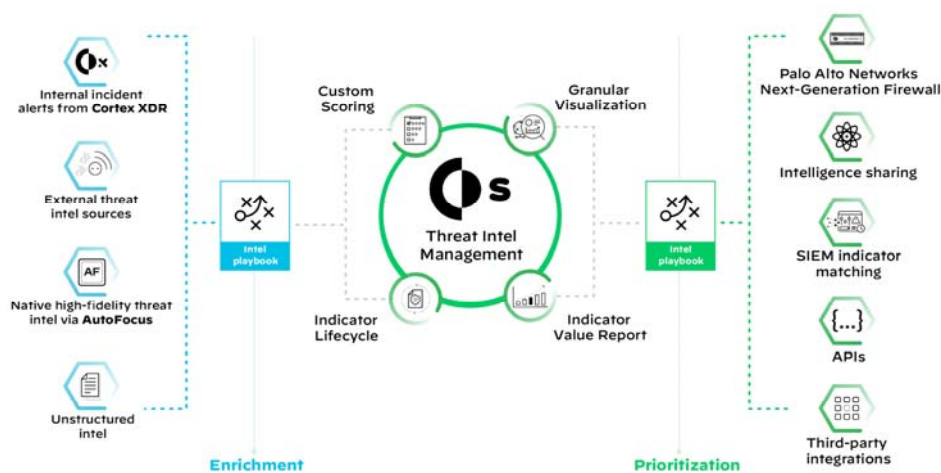 Internal incident
alerts from Cortex XDR
External threat
intel sources
AF
Native high-fidelity threat
intel via AutoFocus
Unstructured
intel
Intel
playbook
Enrichment
Custom
Scoring
Granular
Visualization
S
Threat Intel
Management
Indicator
Lifecycle
Indicator
Value Report
Intel
playbook
Prioritization
Palo Alto Networks
Next-Generation Firewall
Intelligence sharing
SIEM indicator
matching
{...}
APIs
Third-party
integrations